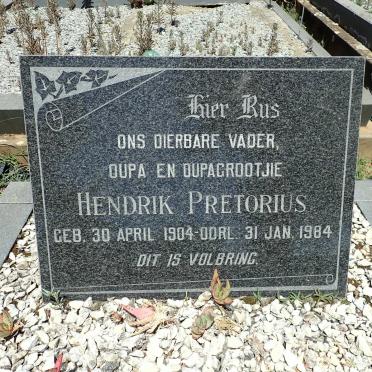 Hier Rus
ONS DIERBARE VADER,
OUPA EN OUPAGROOTJIE
HENDRIK PRETORIUS
GEB. 30 APRIL 1904-OORL. 31 JAN. 1984
DIT IS VOLBRING.